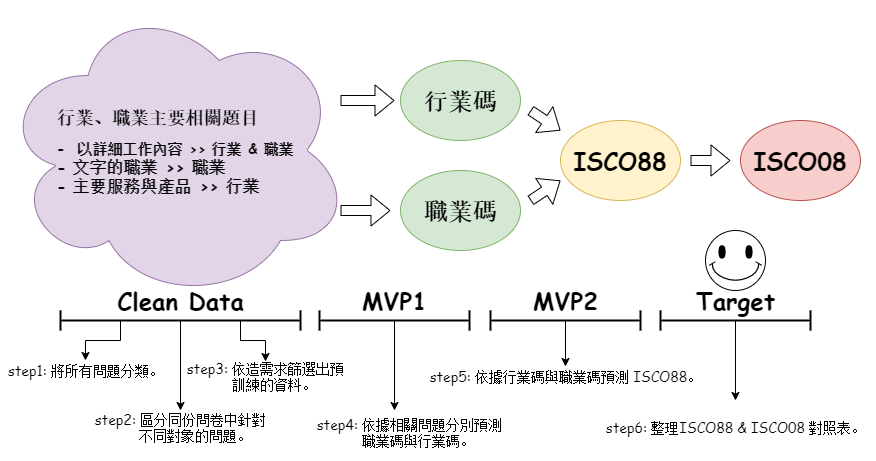 行業、職業主要相關題目
- 以詳細工作內容 >> 行業 & 職業
- 文字的職業 >> 職業
- 主要服務與產品 >> 行業
行業碼
職業碼
ISCO88
ISCO08
Clean Data
MVP1
MVP2
Target
step1: 將所有問題分類。
step2: 區分同份問卷中針對
不同對象的問題。
step3: 依造需求篩選出預
訓練的資料。
step4: 依據相關問題分別預測
職業碼與行業碼。
step5: 依據行業碼與職業碼預測 ISCO88。
step6: 整理ISCO88 & ISCO08 對照表。